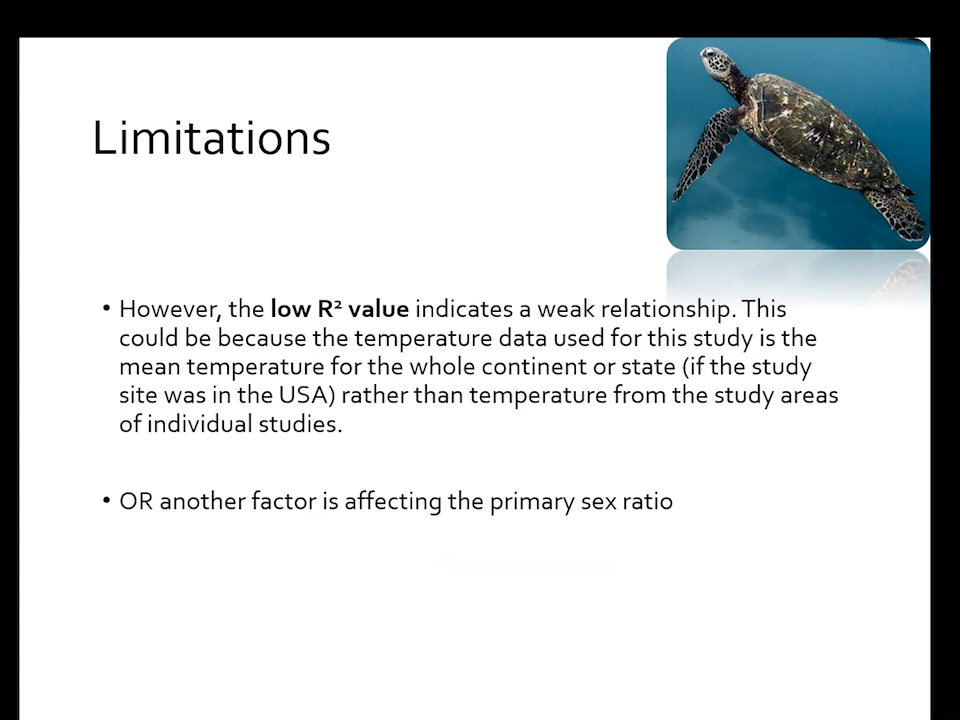 Limitations
• However, the low R² value indicates a weak relationship. This
could be because the temperature data used for this study is the
mean temperature for the whole continent or state (if the study
site was in the USA) rather than temperature from the study areas
of individual studies.
• OR another factor is affecting the primary sex ratio